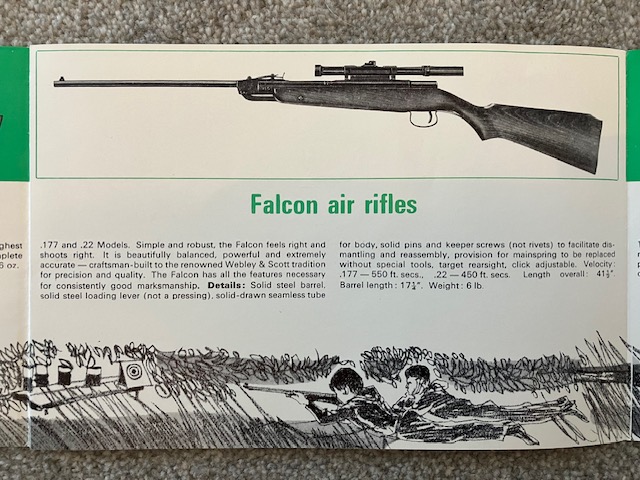 Falcon air rifles
.177 and .22 Models. Simple and robust, the Falcon feels right and
shoots right. It is beautifully balanced, powerful and extremely
accurate — craftsman-built to the renowned Webley & Scott tradition
for precision and quality. The Falcon has all the features necessary
for consistently good marksmanship. Details: Solid steel barrel,
solid steel loading lever (not a pressing), solid-drawn seamless tube
for body, solid pins and keeper screws (not rivets) to facilitate dis-
mantling and reassembly, provision for mainspring to be replaced
without special tools, target rearsight, click adjustable. Velocity:
.177 — 550 ft. secs., .22 — 450 ft. secs. Length overall: 41½".
Barrel length: 17¼". Weight: 6 lb.
ghest
plete
6 oz.